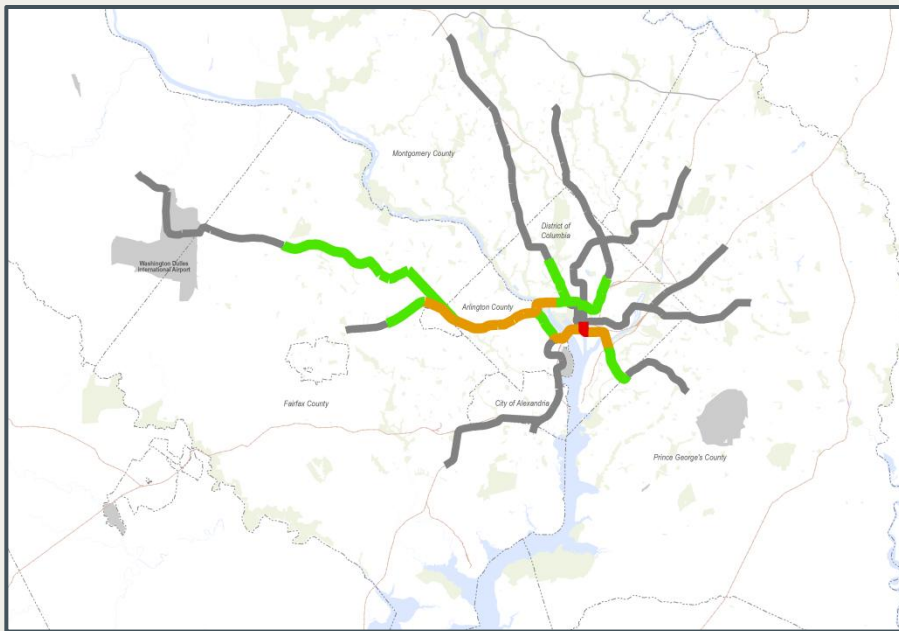 Montgomery County
District of
Columbia
Washington Dulles
International Airport
Arlington County
Fairfax County
City of Alexandria
Prince George's County